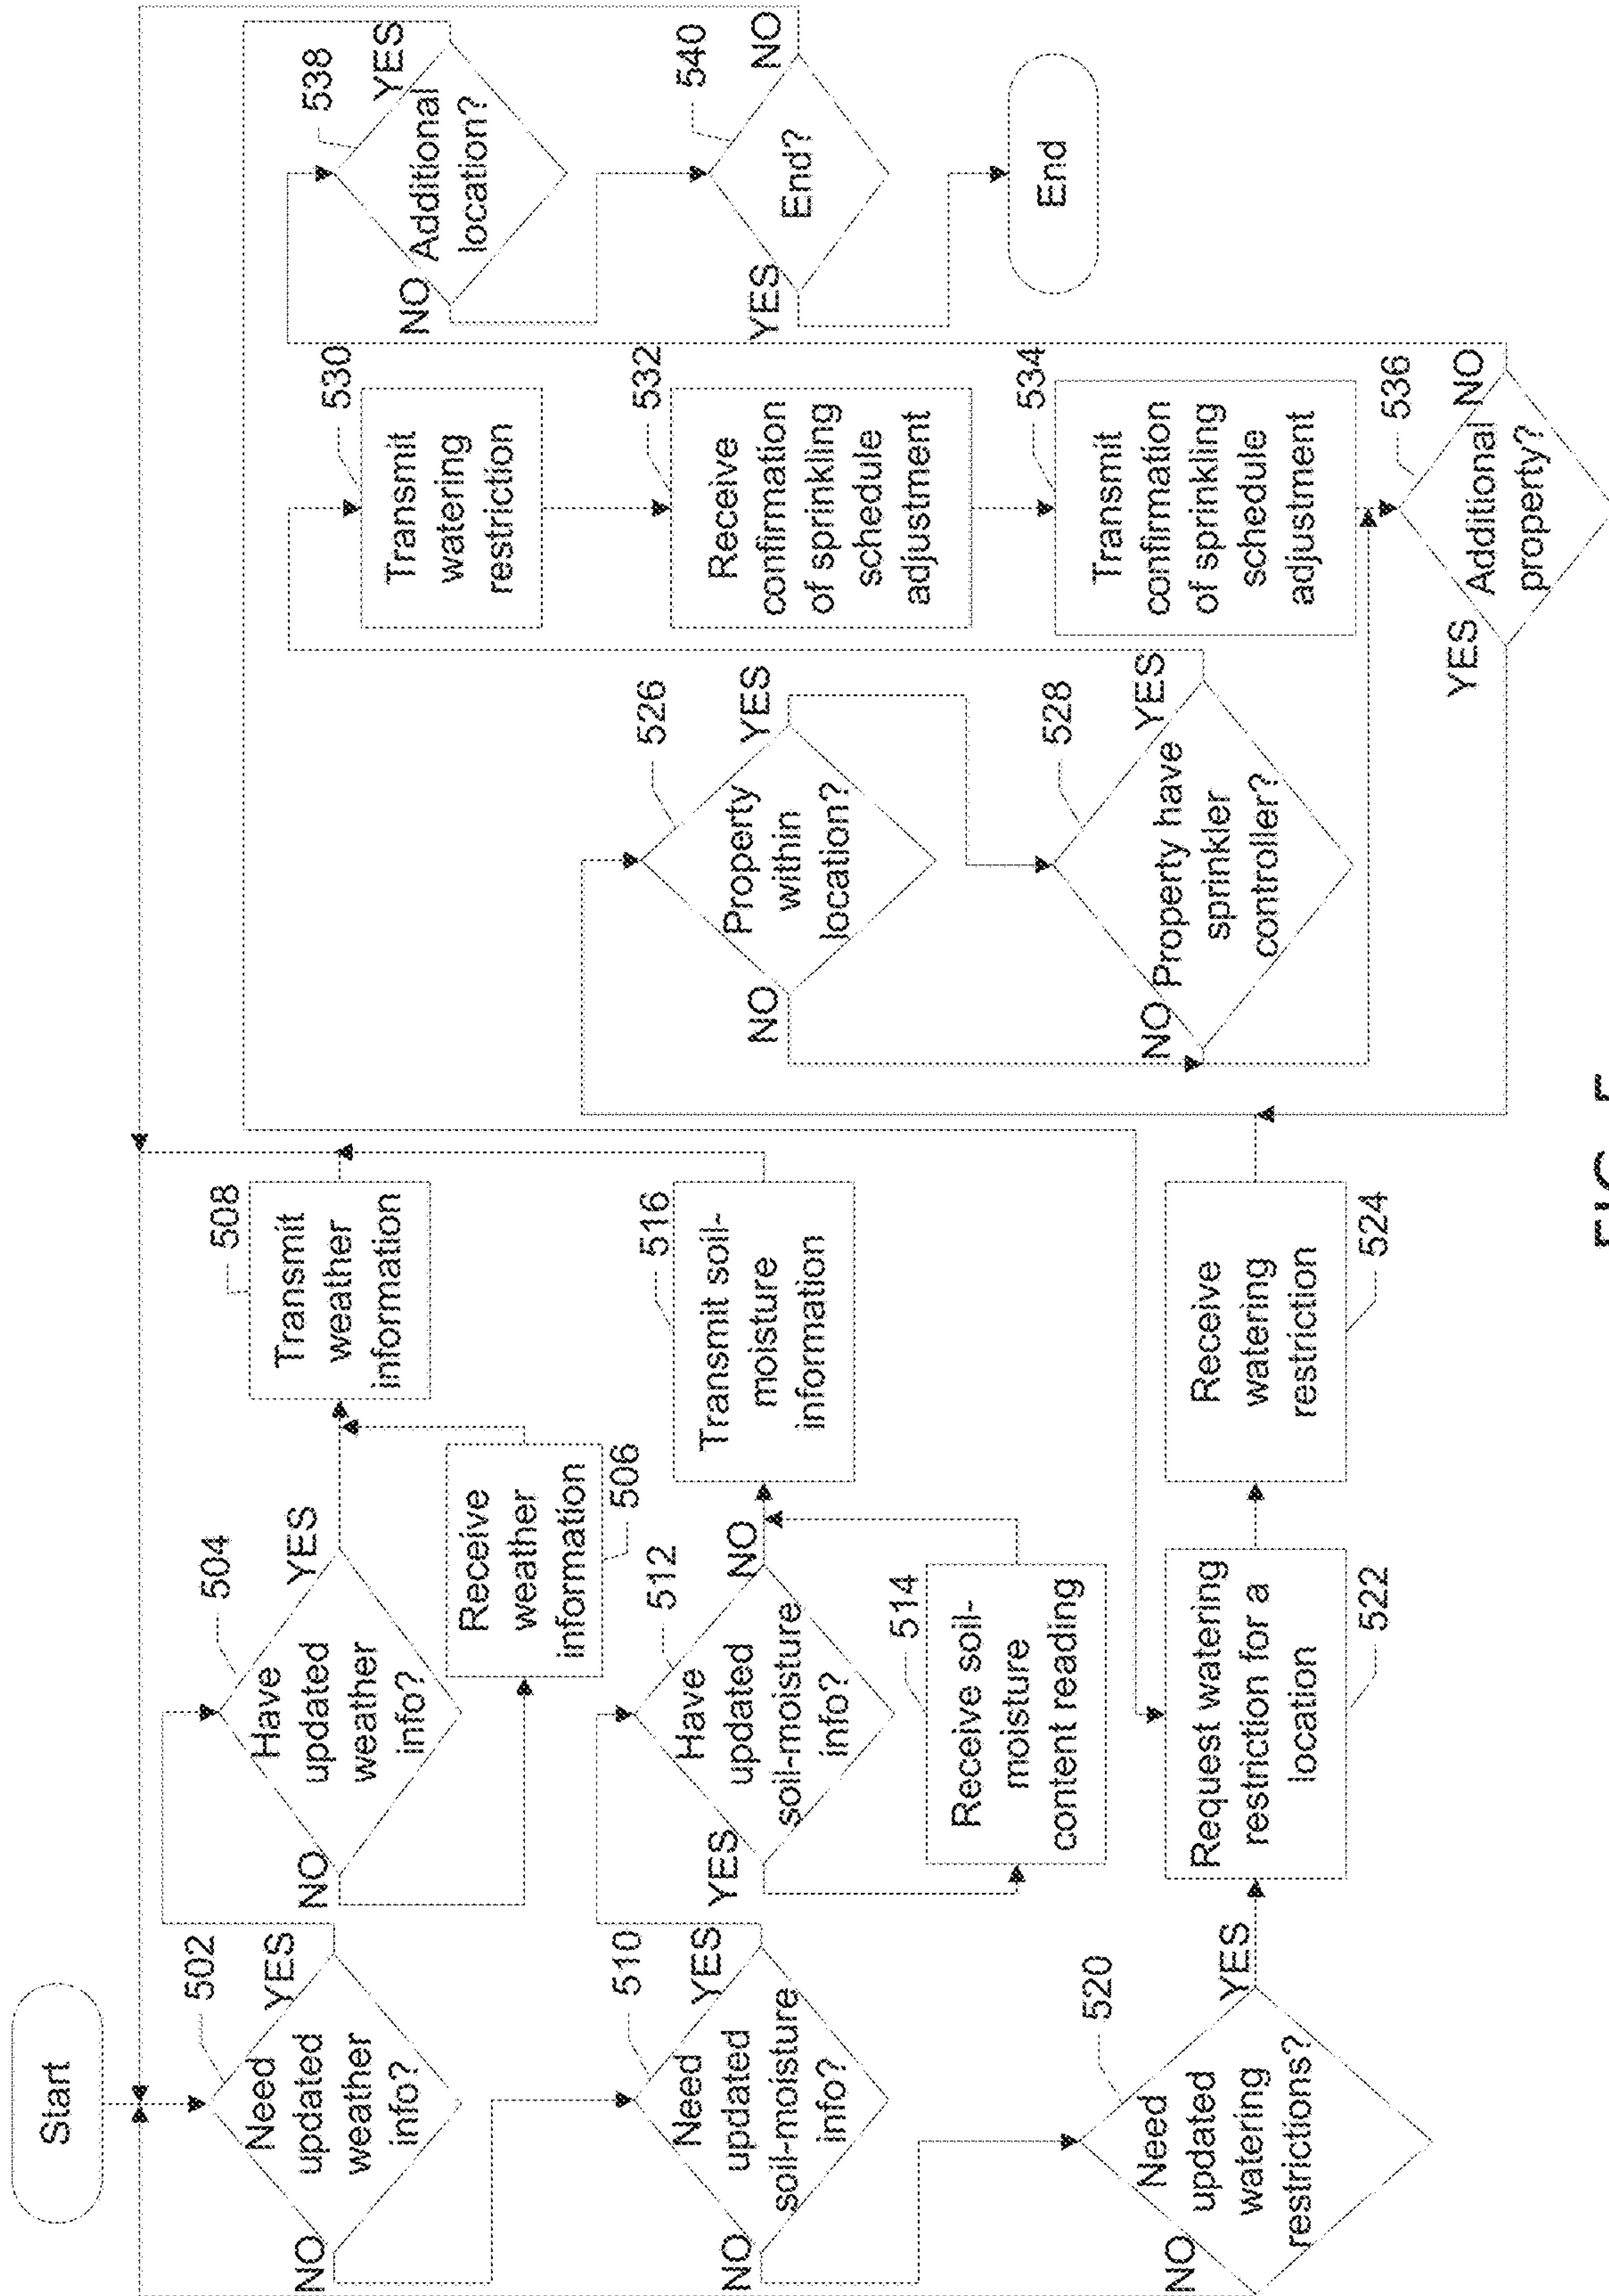 Start
502
Need
updated
weather
info?
YES
NO
504
Have
updated
weather
info?
YES
NO
Receive
weather
information
506
508
Transmit
weather
information
510
Need
updated
soil-moisture
info?
YES
NO
512
Have
updated
soil-moisture
info?
NO
YES
514
Receive soil-
moisture
content reading
516
Transmit soil-
moisture
information
520
Need
updated
watering
restrictions?
YES
NO
Request watering
restriction for a
location
522
Receive
watering
restriction
524
526
Property
within
location?
YES
NO
528
Property have
sprinkler
controller?
YES
NO
530
Transmit
watering
restriction
532
Receive
confirmation
of sprinkling
schedule
adjustment
534
Transmit
confirmation
of sprinkling
schedule
adjustment
536
Additional
property?
NO
YES
538
Additional
location?
YES
NO
540
End?
NO
YES
End